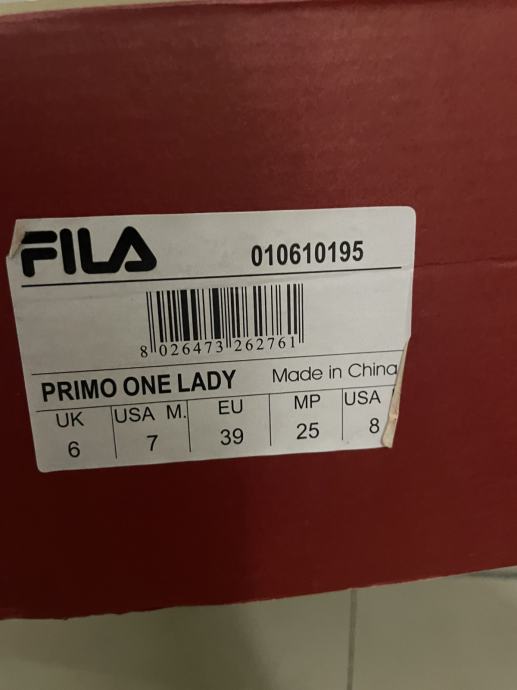 FILA 010610195
8 026473 262761
PRIMO ONE LADY Made in China
UK USA M. EU MP USA
6 7 39 25 8